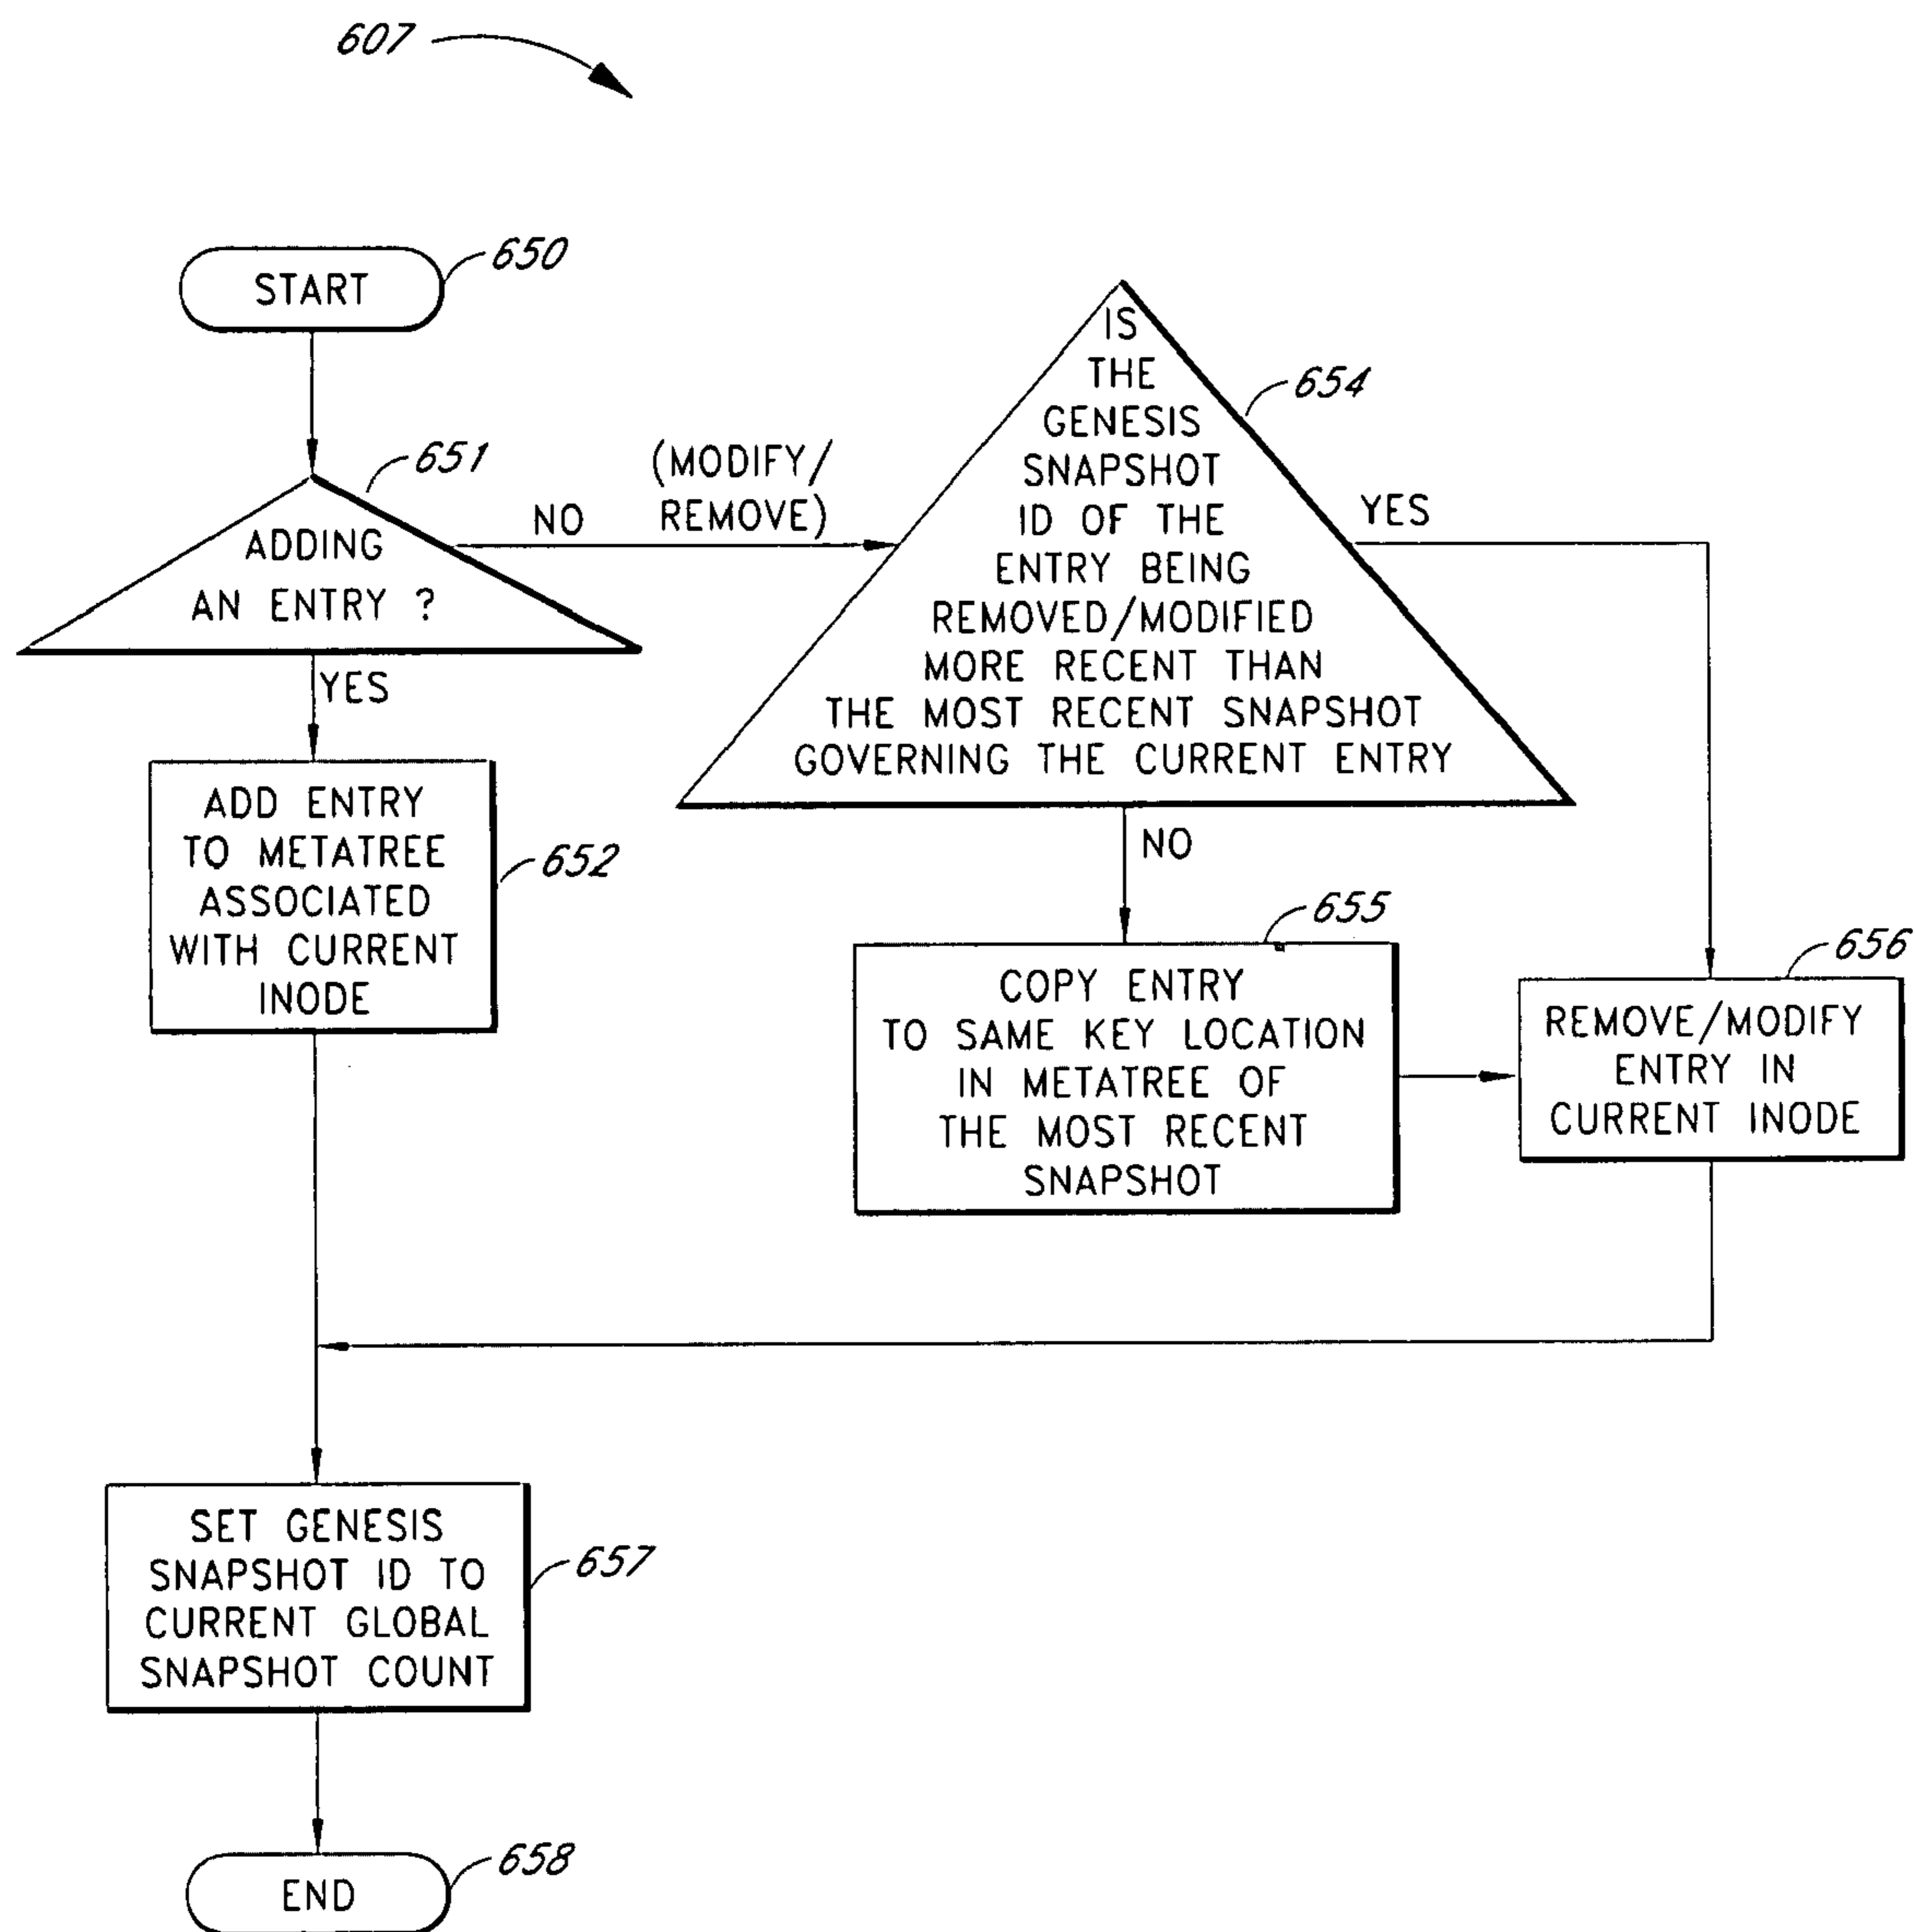 607
START
650
651
ADDING
AN ENTRY ?
NO
(MODIFY/
REMOVE)
YES
ADD ENTRY
TO METATREE
ASSOCIATED
WITH CURRENT
INODE
652
IS
THE
GENESIS
SNAPSHOT
ID OF THE
ENTRY BEING
REMOVED/MODIFIED
MORE RECENT THAN
THE MOST RECENT SNAPSHOT
GOVERNING THE CURRENT ENTRY
654
YES
NO
655
COPY ENTRY
TO SAME KEY LOCATION
IN METATREE OF
THE MOST RECENT
SNAPSHOT
656
REMOVE/MODIFY
ENTRY IN
CURRENT INODE
SET GENESIS
SNAPSHOT ID TO
CURRENT GLOBAL
SNAPSHOT COUNT
657
END
658